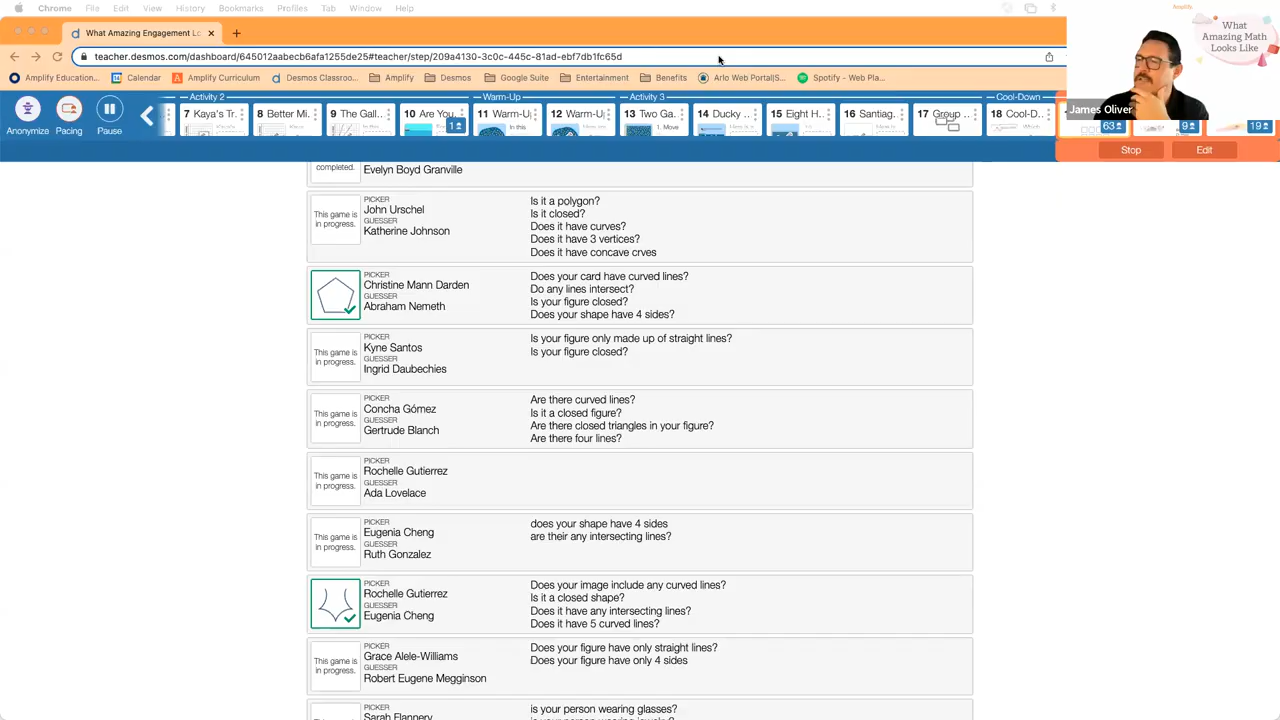 Chrome File Edit View History Bookmarks Profiles Tab Window Help
What Amazing Engagement Lo
teacher.desmos.com/dashboard/645012aabecb6afa1255de25#teacher/step/209a4130-3c0c-445c-81ad-ebf7db1fc65d
Amplify Education... Calendar Amplify Curriculum Desmos Classroo... Amplify Desmos Google Suite Entertainment Benefits Arlo Web Portal|S... Spotify - Web Pla...
Amplify.
What
Amazing Math
Looks Like
James Oliver
Activity 2 Warm-Up Activity 3 Cool-Down
Anonymize Pacing Pause
7 Kaya's Tr. 8 Better Mi. 9 The Gall.. 10 Are You. 11 Warm-U. 12 Warm-U. 13 Two Ga. 14 Ducky .. 15 Eight H.. 16 Santiag. 17 Group .. 18 Cool-D.
1 63 9 19
Stop Edit
completed. Evelyn Boyd Granville
This game is in progress.
PICKER
John Urschel
GUESSER
Katherine Johnson
Is it a polygon?
Is it closed?
Does it have curves?
Does it have 3 vertices?
Does it have concave crves
PICKER
Christine Mann Darden
GUESSER
Abraham Nemeth
Does your card have curved lines?
Do any lines intersect?
Is your figure closed?
Does your shape have 4 sides?
This game is in progress.
PICKER
Kyne Santos
GUESSER
Ingrid Daubechies
Is your figure only made up of straight lines?
Is your figure closed?
This game is in progress.
PICKER
Concha Gómez
GUESSER
Gertrude Blanch
Are there curved lines?
Is it a closed figure?
Are there closed triangles in your figure?
Are there four lines?
This game is in progress.
PICKER
Rochelle Gutierrez
GUESSER
Ada Lovelace
This game is in progress.
PICKER
Eugenia Cheng
GUESSER
Ruth Gonzalez
does your shape have 4 sides
are their any intersecting lines?
PICKER
Rochelle Gutierrez
GUESSER
Eugenia Cheng
Does your image include any curved lines?
Is it a closed shape?
Does it have any intersecting lines?
Does it have 5 curved lines?
This game is in progress.
PICKER
Grace Alele-Williams
GUESSER
Robert Eugene Megginson
Does your figure have only straight lines?
Does your figure have only 4 sides
PICKER
Sarah Flannery
is your person wearing glasses?